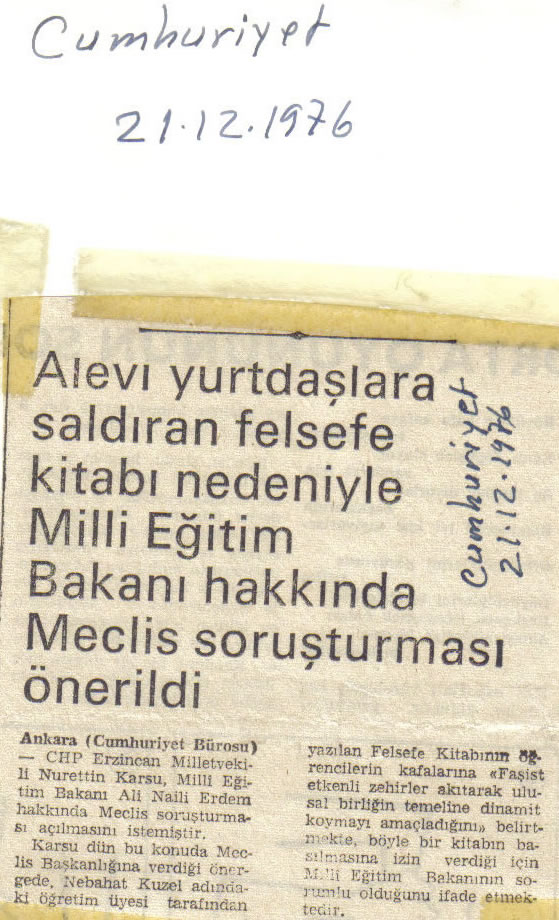 Cumhuriyet
21.12.1976
Alevi yurtdaşlara
saldıran felsefe
kitabı nedeniyle
Milli Eğitim
Bakanı hakkında
Meclis soruşturması
önerildi
Cumhuriyet
21.12.1976
Ankara (Cumhuriyet Bürosu)
— CHP Erzincan Milletveki-
li Nurettin Karsu, Milli Eği-
tim Bakanı Ali Naili Erdem
hakkında Meclis soruşturma-
sı açılmasını istemiştir.
Karsu dün bu konuda Mec-
lis Başkanlığına verdiği öner-
gede, Nebahat Kuzel adında-
ki öğretim üyesi tarafından
yazılan Felsefe Kitabının öğ-
rencilerin kafalarına «Faşist
etkenli zehirler akıtarak ulu-
sal birliğin temeline dinamit
koymayı amaçladığını» belirt-
mekte, böyle bir kitabın ba-
sılmasına izin verdiği için
Milli Eğitim Bakanının so-
rumlu olduğunu ifade etmek-
tedir.